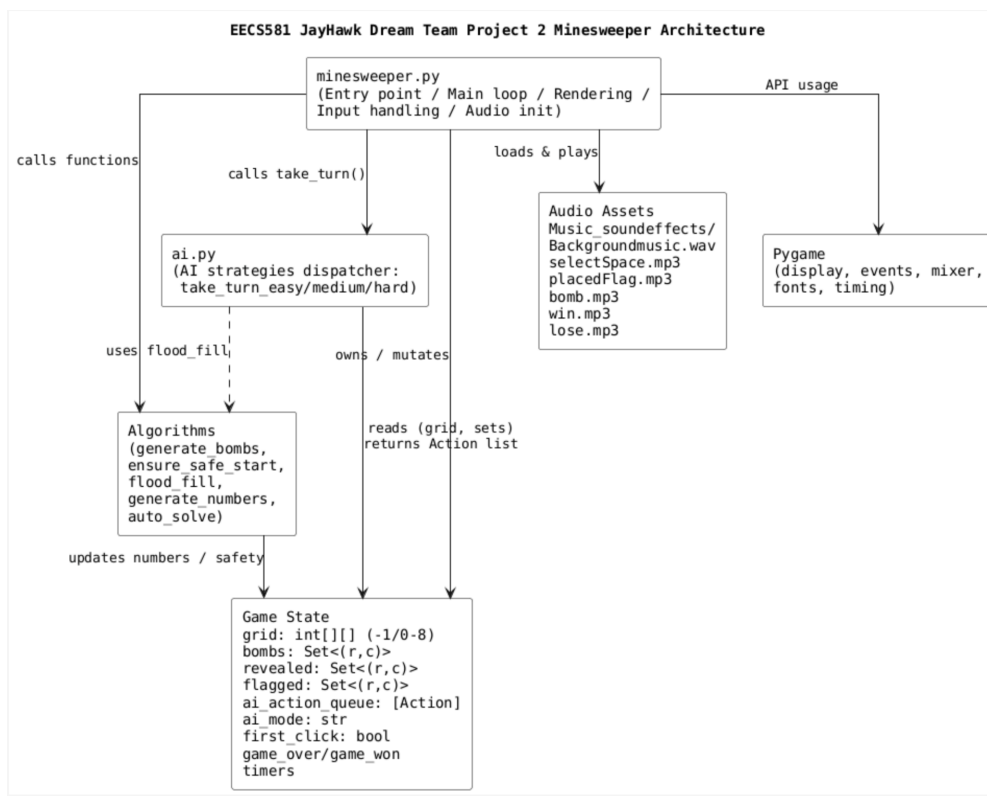 EECS581 JayHawk Dream Team Project 2 Minesweeper Architecture
minesweeper.py
(Entry point / Main loop / Rendering /
Input handling / Audio init)
API usage
calls functions
calls take_turn()
loads & plays
Audio Assets
Music_soundeffects/
Backgroundmusic.wav
selectSpace.mp3
placedFlag.mp3
bomb.mp3
win.mp3
lose.mp3
ai.py
(AI strategies dispatcher:
take_turn_easy/medium/hard)
Pygame
(display, events, mixer,
fonts, timing)
uses flood_fill
owns / mutates
reads (grid, sets)
returns Action list
Algorithms
(generate_bombs,
ensure_safe_start,
flood_fill,
generate_numbers,
auto_solve)
updates numbers / safety
Game State
grid: int[][] (-1/0-8)
bombs: Set<(r,c)>
revealed: Set<(r,c)>
flagged: Set<(r,c)>
ai_action_queue: [Action]
ai_mode: str
first_click: bool
game_over/game_won
timers